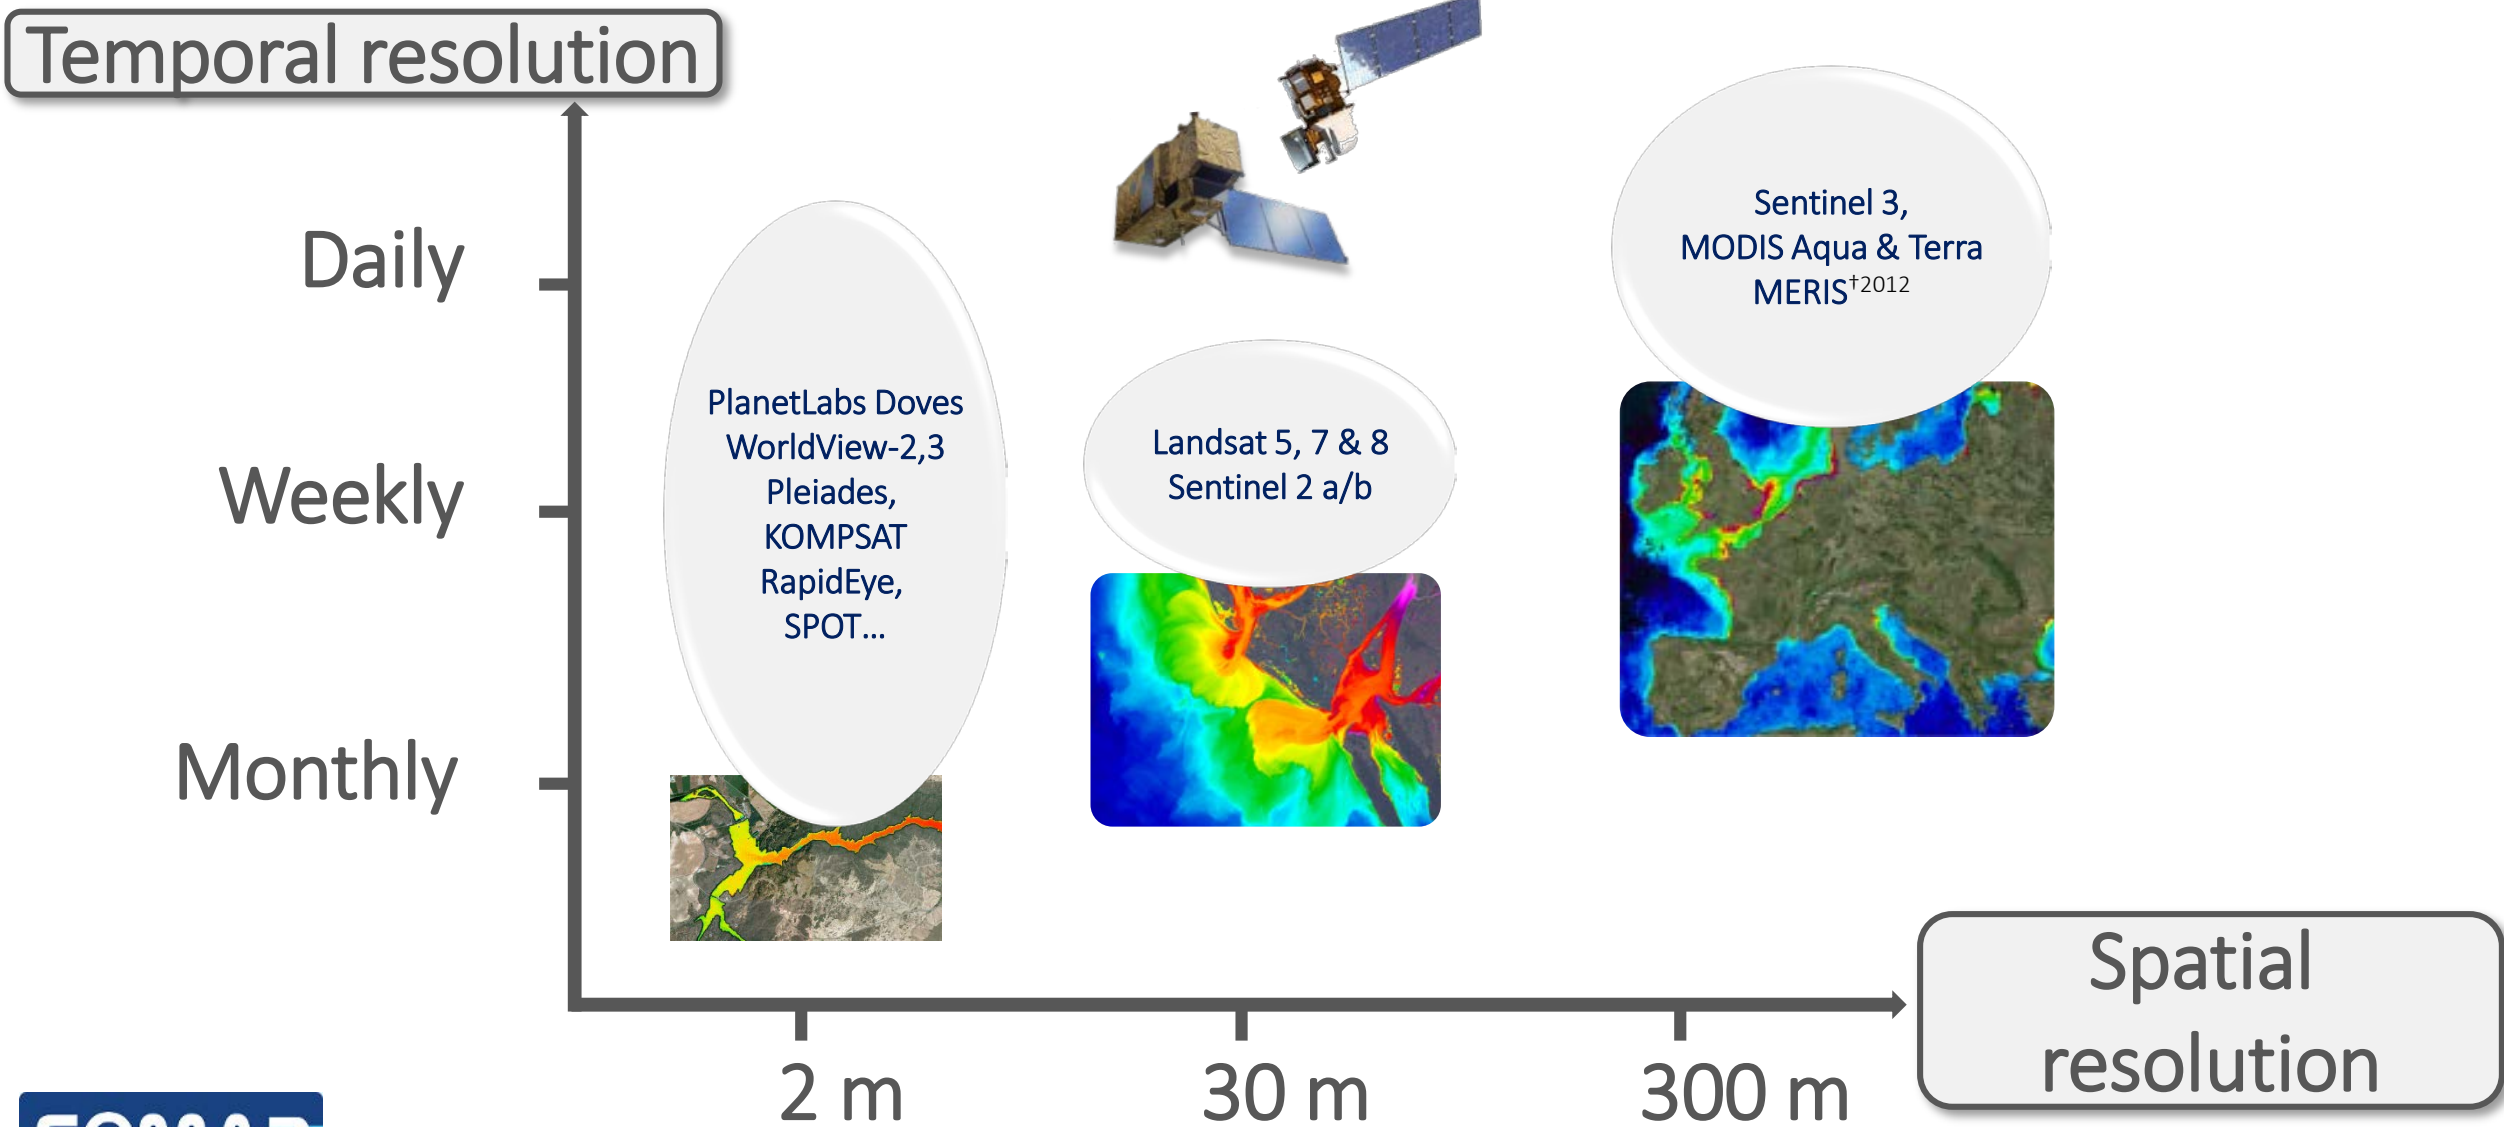 Temporal resolution
Daily
Weekly
Monthly
PlanetLabs Doves
WorldView-2,3
Pleiades,
KOMPSAT
RapidEye,
SPOT...
Landsat 5, 7 & 8
Sentinel 2 a/b
Sentinel 3,
MODIS Aqua & Terra
MERIS†2012
2 m
30 m
300 m
Spatial
resolution